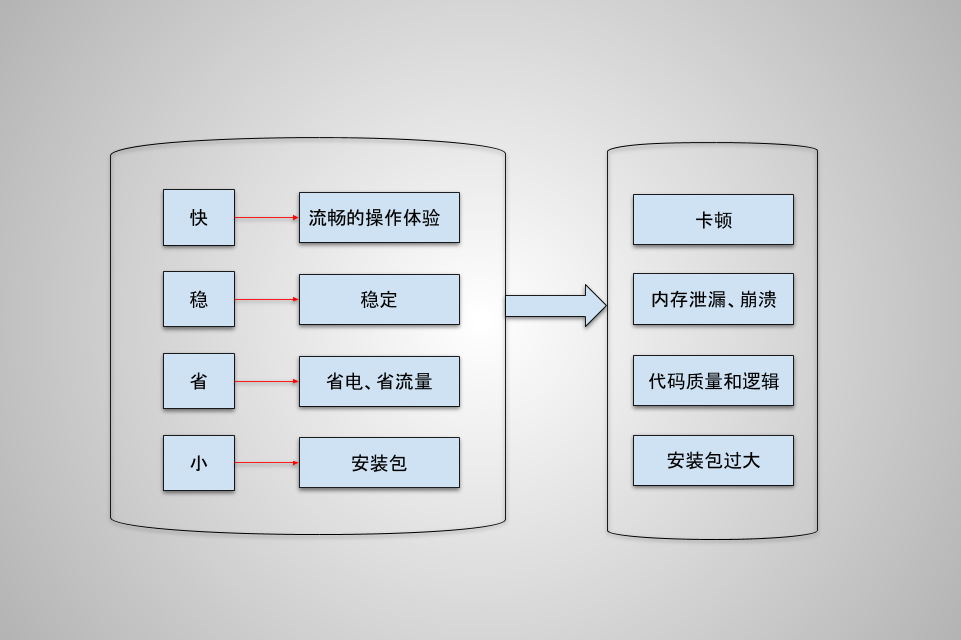 快
流畅的操作体验
稳
稳定
省
省电、省流量
小
安装包
卡顿
内存泄漏、崩溃
代码质量和逻辑
安装包过大